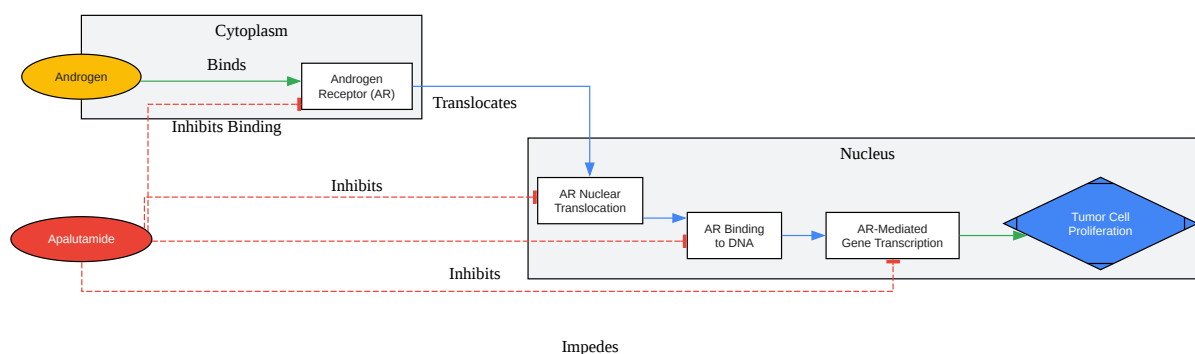 Cytoplasm
Androgen
Binds
Androgen
Receptor (AR)
Translocates
Inhibits Binding
Nucleus
Inhibits
AR Nuclear
Translocation
Apalutamide
AR Binding
to DNA
AR-Mediated
Gene Transcription
Tumor Cell
Proliferation
Inhibits
Impedes